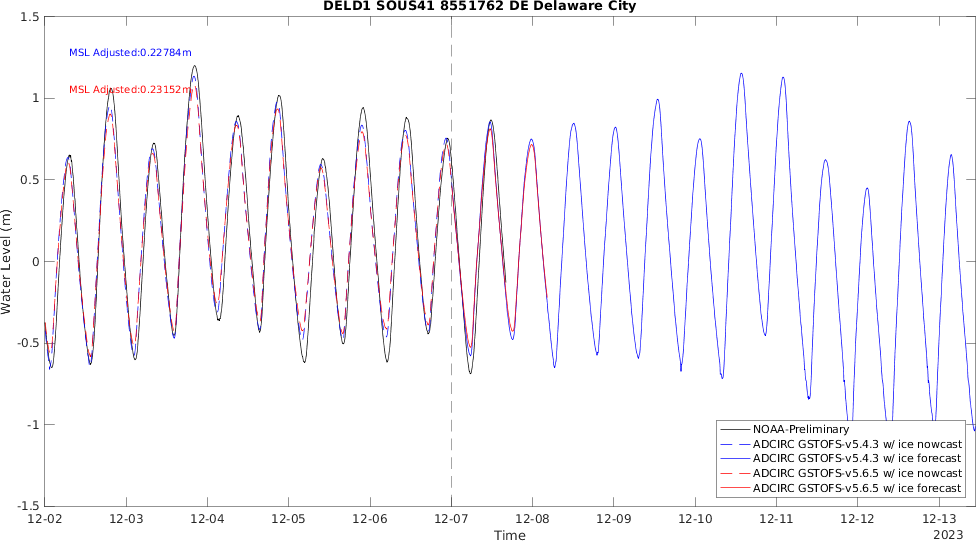 DELD1 SOUS41 8551762 DE Delaware City
MSL Adjusted:0.22784m
MSL Adjusted:0.23152m
Water Level (m)
1.5
1
0.5
0
-0.5
-1
-1.5
NOAA-Preliminary
ADCIRC GSTOFS-v5.4.3 w/ ice nowcast
ADCIRC GSTOFS-v5.4.3 w/ ice forecast
ADCIRC GSTOFS-v5.6.5 w/ ice nowcast
ADCIRC GSTOFS-v5.6.5 w/ ice forecast
12-02 12-03 12-04 12-05 12-06 12-07 12-08 12-09 12-10 12-11 12-12 12-13
Time
2023